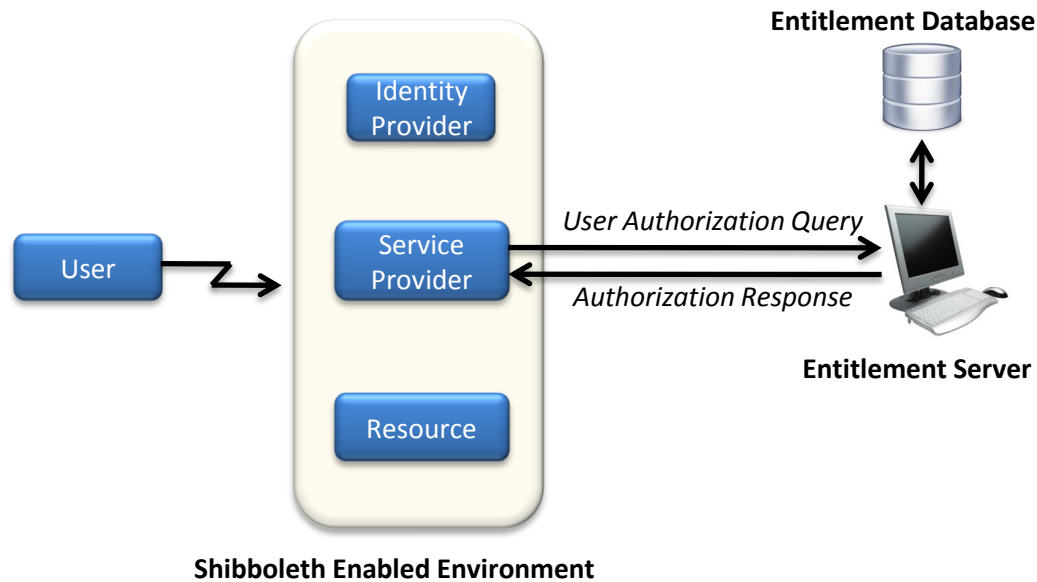 Entitlement Database
Identity
Provider
User Authorization Query
Service
Provider
User
Authorization Response
Entitlement Server
Resource
Shibboleth Enabled Environment